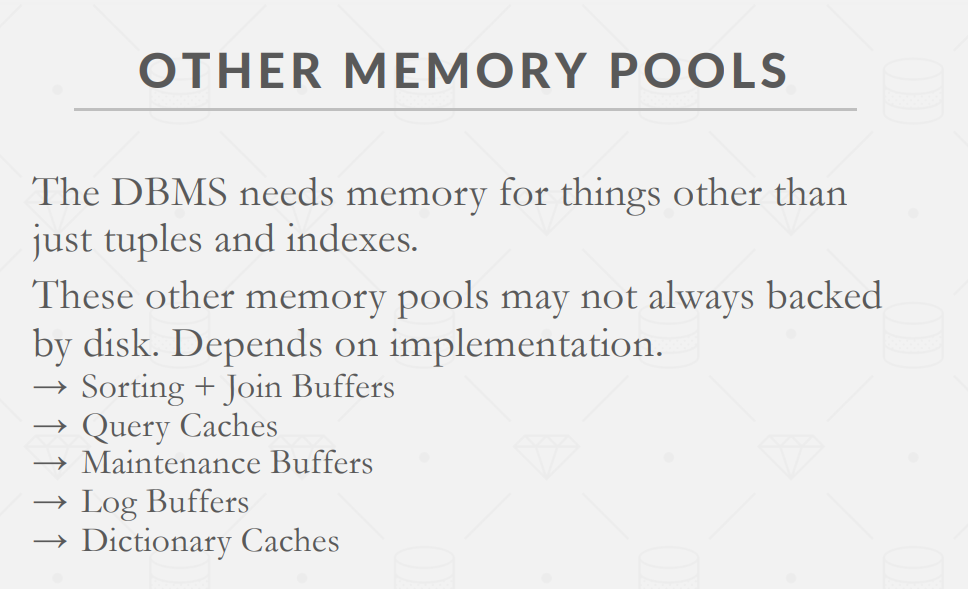 OTHER MEMORY POOLS
The DBMS needs memory for things other than
just tuples and indexes.
These other memory pools may not always backed
by disk. Depends on implementation.
→ Sorting + Join Buffers
→ Query Caches
→ Maintenance Buffers
→ Log Buffers
→ Dictionary Caches